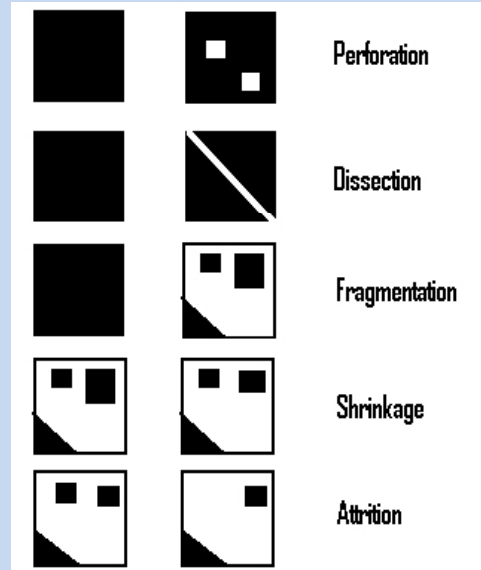 Perforation
Dissection
Fragmentation
Shrinkage
Attrition